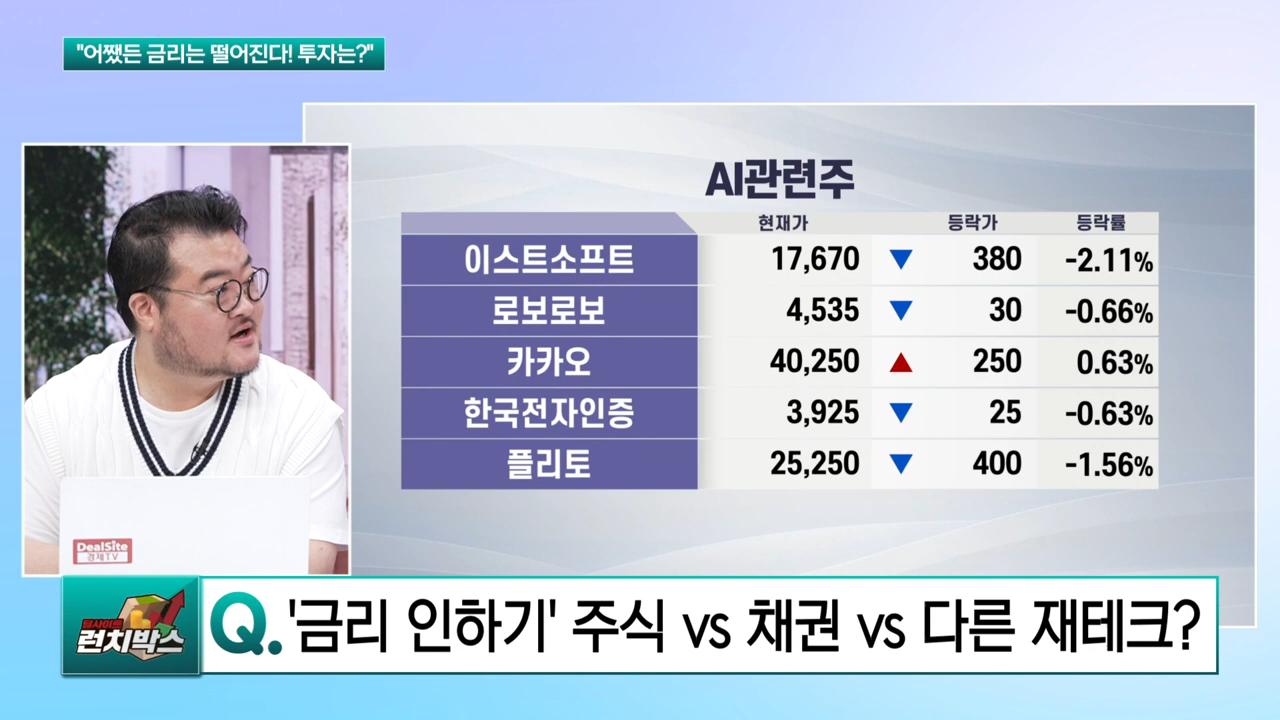 "어쨌든 금리는 떨어진다! 투자는?"
AI관련주
현재가 등락가 등락률
이스트소프트 17,670 ▼ 380 -2.11%
로보로보 4,535 ▼ 30 -0.66%
카카오 40,250 ▲ 250 0.63%
한국전자인증 3,925 ▼ 25 -0.63%
플리토 25,250 ▼ 400 -1.56%
DealSite
경제TV
딜사이트
런치박스
Q. '금리 인하기' 주식 vs 채권 vs 다른 재테크?